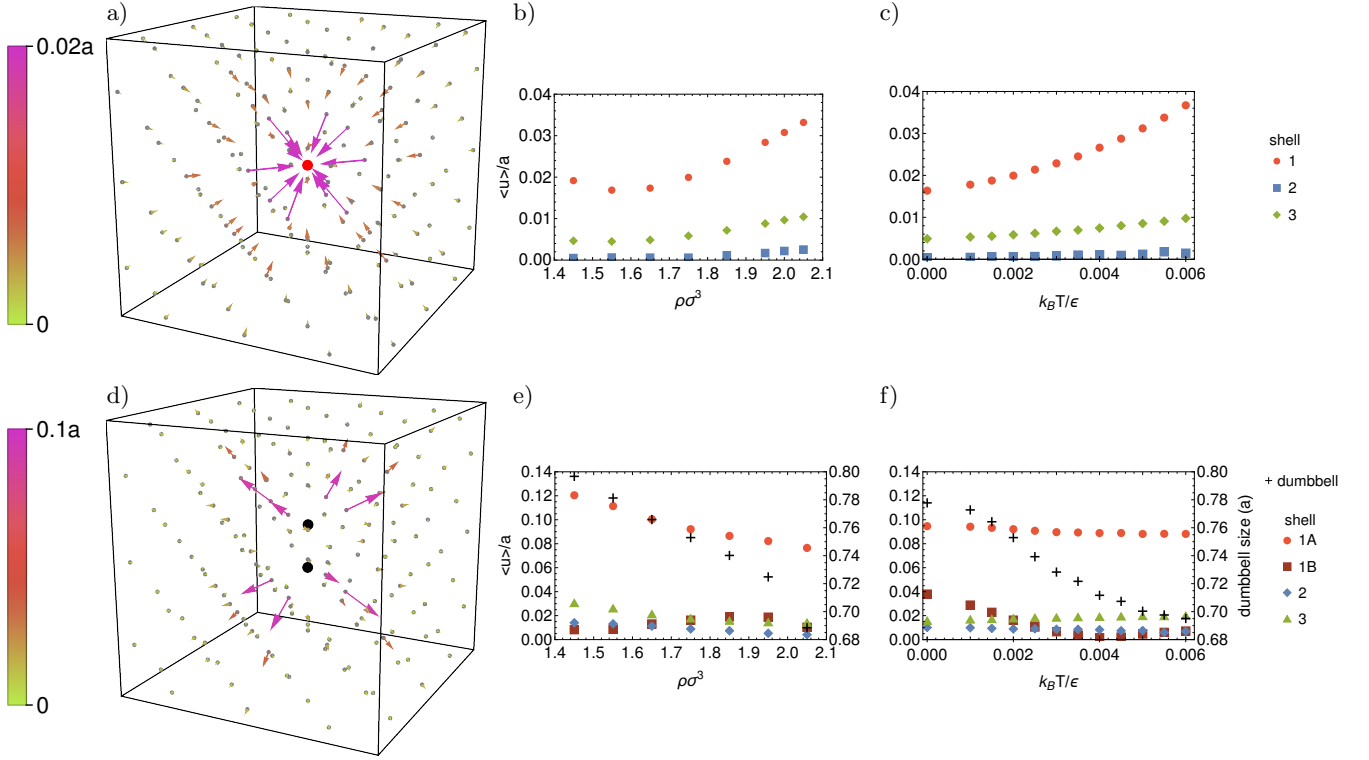 a)
0.02a
0
b)
<u>/a
0.04
0.03
0.02
0.01
0.00
1.4 1.5 1.6 1.7 1.8 1.9 2.0 2.1
ρσ³
c)
0.04
0.03
0.02
0.01
0.00
0.000 0.002 0.004 0.006
k_BT/ϵ
shell
1
2
3
d)
0.1a
0
e)
<u>/a
0.14
0.12
0.10
0.08
0.06
0.04
0.02
0.00
0.80
0.78
0.76
0.74
0.72
0.70
0.68
1.4 1.5 1.6 1.7 1.8 1.9 2.0 2.1
ρσ³
f)
0.14
0.12
0.10
0.08
0.06
0.04
0.02
0.00
0.80
0.78
0.76
0.74
0.72
0.70
0.68
dumbbell size (a)
0.000 0.002 0.004 0.006
k_BT/ϵ
+ dumbbell
shell
1A
1B
2
3